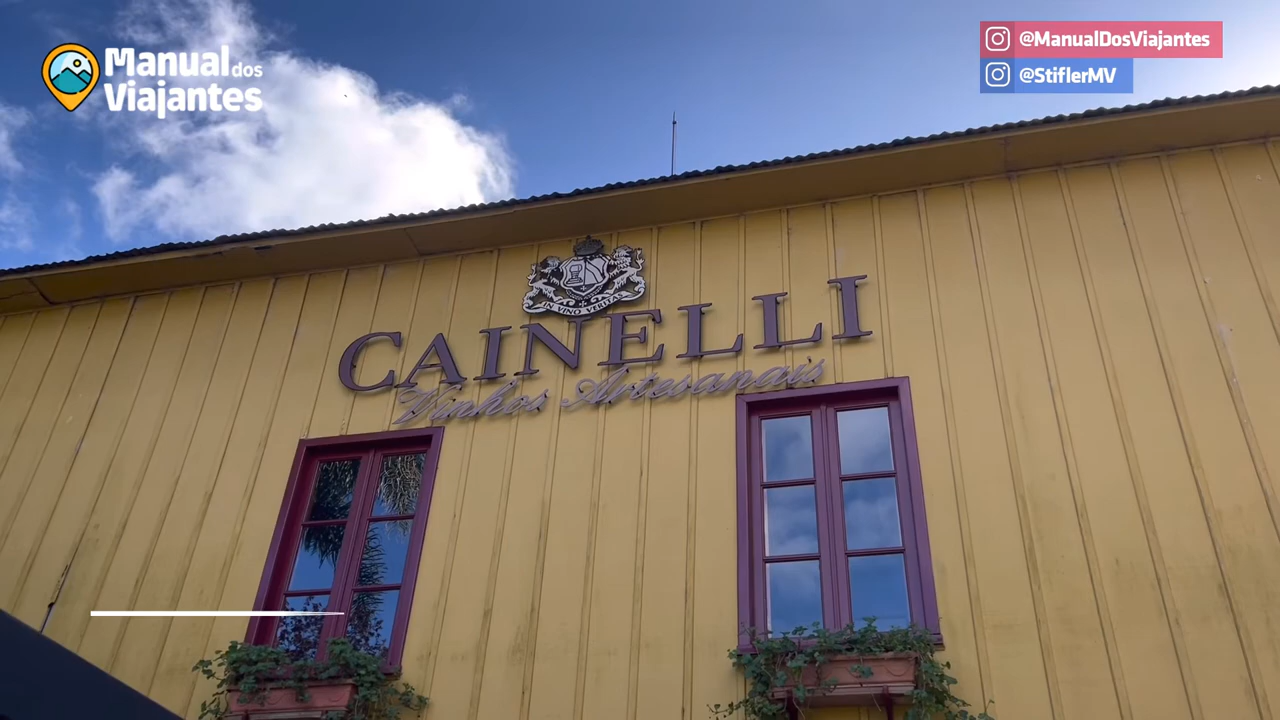 Manual dos
Viajantes
@ManualDosViajantes
@StiflerMV
IN VINO VERITAS
CAINELLI
Vinhos Artesanais